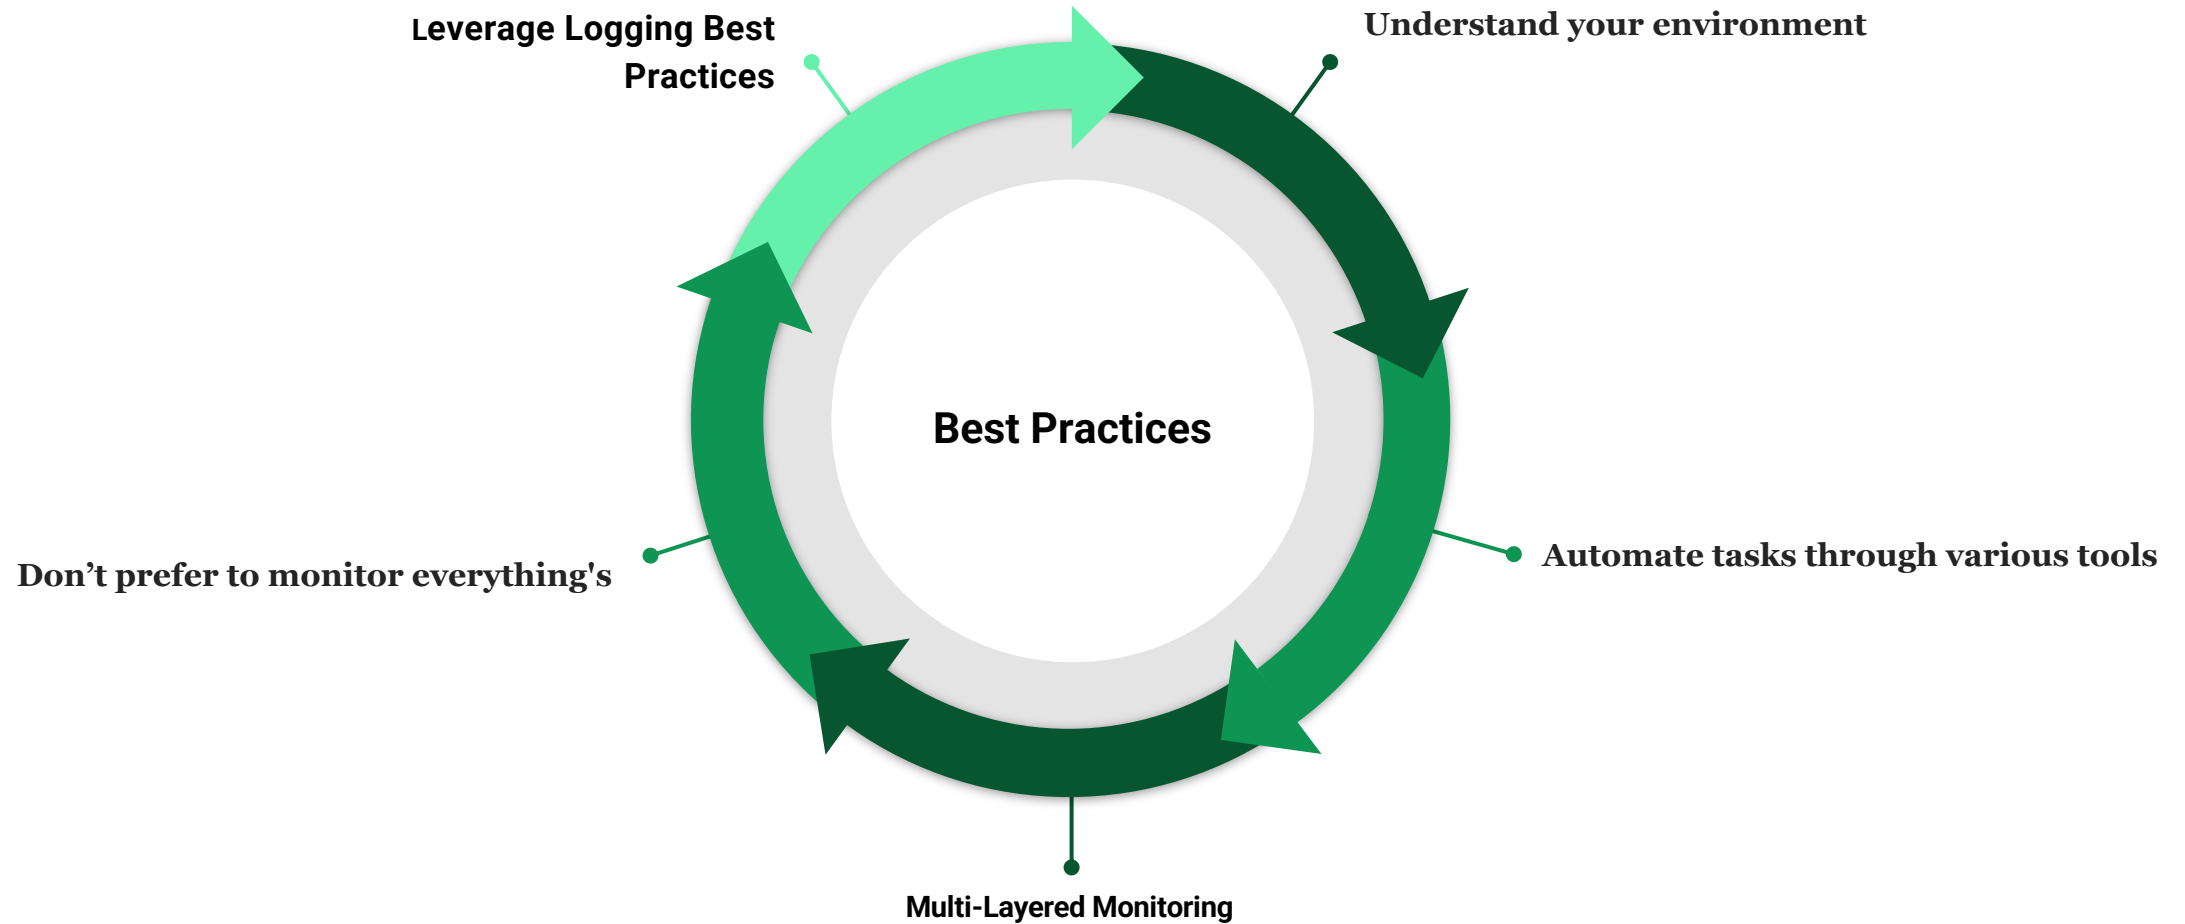 Leverage Logging Best
Practices
Understand your environment
Best Practices
Automate tasks through various tools
Don’t prefer to monitor everything's
Multi-Layered Monitoring